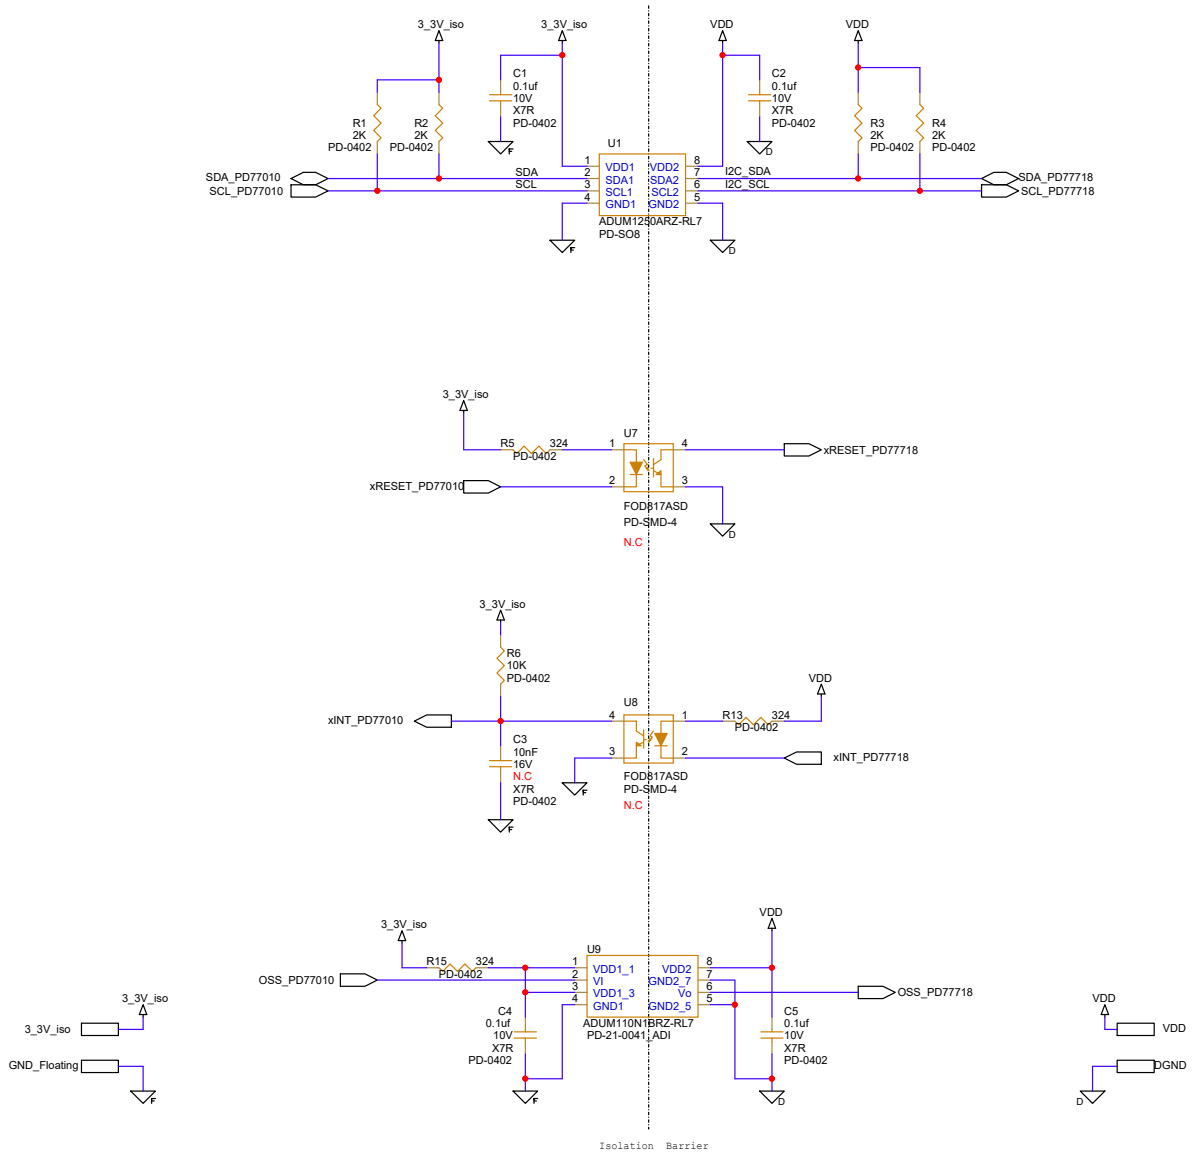 3_3V_iso
3_3V_iso
VDD
VDD
C1
0.1uf
10V
X7R
PD-0402
C2
0.1uf
10V
X7R
PD-0402
R1
2K
PD-0402
R2
2K
PD-0402
R3
2K
PD-0402
R4
2K
PD-0402
F
D
U1
1
2
3
4
VDD1
SDA1
SCL1
GND1
VDD2
SDA2
SCL2
GND2
8
7
6
5
SDA
SCL
I2C_SDA
I2C_SCL
SDA_PD77010
SCL_PD77010
SDA_PD77718
SCL_PD77718
ADUM1250ARZ-RL7
PD-SO8
F
D
3_3V_iso
U7
R5
324
PD-0402
1
2
4
3
xRESET_PD77718
xRESET_PD77010
FOD817ASD
PD-SMD-4
N.C
D
3_3V_iso
R6
10K
PD-0402
VDD
U8
xINT_PD77010
4
3
1
2
R13
324
PD-0402
xINT_PD77718
C3
10nF
16V
N.C
X7R
PD-0402
F
F
FOD817ASD
PD-SMD-4
N.C
3_3V_iso
VDD
U9
R15
324
PD-0402
OSS_PD77010
1
2
3
4
VDD1_1
VI
VDD1_3
GND1
VDD2
GND2_7
Vo
GND2_5
8
7
6
5
OSS_PD77718
ADUM110N1BRZ-RL7
PD-21-0041_ADI
C4
0.1uf
10V
X7R
PD-0402
C5
0.1uf
10V
X7R
PD-0402
F
D
3_3V_iso
3_3V_iso
GND_Floating
F
VDD
VDD
DGND
D
Isolation Barrier